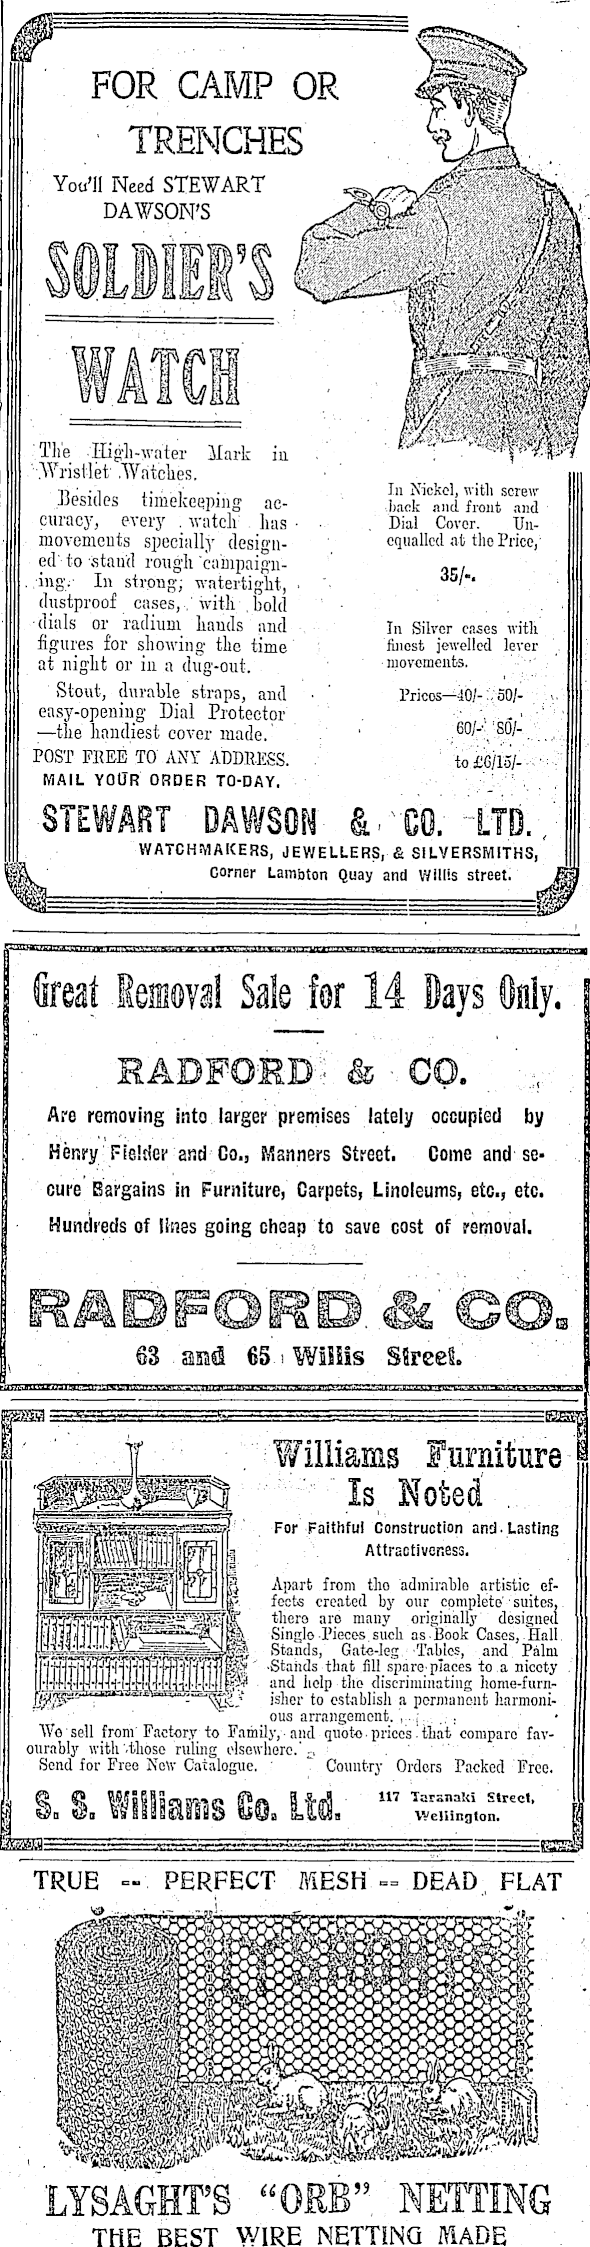 FOR CAMP OR
TRENCHES
You'll Need STEWART
DAWSON'S
SOLDIER'S
WATCH
The High-water Mark in
Wristlet Watches.
Besides timekeeping ac-
curacy, every watch has
movements specially design-
ed to stand rough campaign-
ing. In strong, watertight,
dustproof cases, with bold
dials or radium hands and
figures for showing the time
at night or in a dug-out.
Stout, durable straps, and
easy-opening Dial Protector
—the handiest cover made.
POST FREE TO ANY ADDRESS.
MAIL YOUR ORDER TO-DAY.
In Nickel, with screw
back and front and
Dial Cover. Un-
equalled at the Price,
35/-.
In Silver cases with
finest jewelled lever
movements.
Prices—40/- 50/-
60/- 80/-
to £6/15/-
STEWART DAWSON & CO. LTD.
WATCHMAKERS, JEWELLERS, & SILVERSMITHS,
Corner Lambton Quay and Willis street.
Great Removal Sale for 14 Days Only.
RADFORD & CO.
Are removing into larger premises lately occupied by
Henry Fielder and Co., Manners Street. Come and se-
cure Bargains in Furniture, Carpets, Linoleums, etc., etc.
Hundreds of lines going cheap to save cost of removal.
RADFORD & CO.
63 and 65 Willis Street.
Williams Furniture
Is Noted
For Faithful Construction and Lasting
Attractiveness.
Apart from the admirable artistic ef-
fects created by our complete suites,
there are many originally designed
Single Pieces such as Book Cases, Hall
Stands, Gate-leg Tables, and Palm
Stands that fill spare places to a nicety
and help the discriminating home-furn-
isher to establish a permanent harmoni-
ous arrangement.
We sell from Factory to Family, and quote prices that compare fav-
ourably with those ruling elsewhere.
Send for Free New Catalogue. Country Orders Packed Free.
S. S. Williams Co. Ltd. 117 Taranaki Street,
Wellington.
TRUE -- PERFECT MESH -- DEAD FLAT
LYSAGHT'S "ORB" NETTING
THE BEST WIRE NETTING MADE